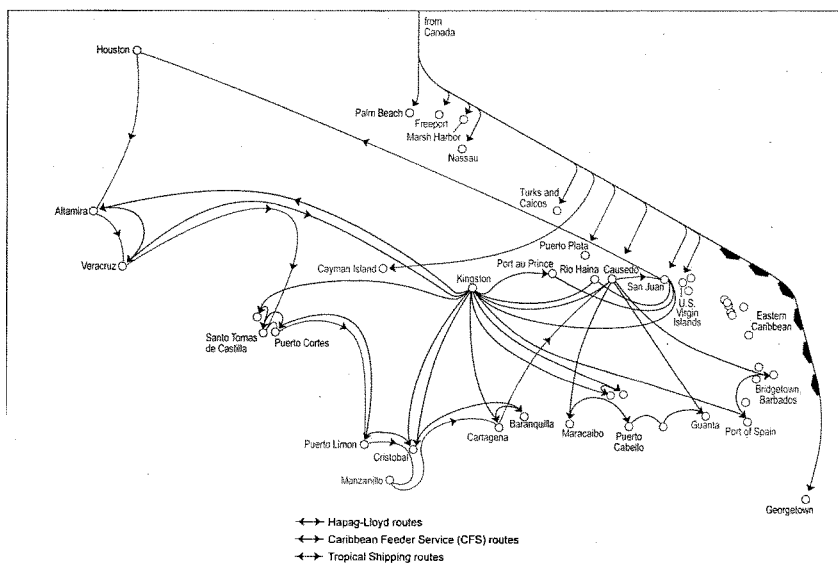 from
Canada
Houston
Palm Beach
Freeport
Marsh Harbor
Nassau
Turks and
Caicos
Altamira
Veracruz
Cayman Island
Puerto Plata
Port au Prince
Rio Haina
Causedo
Kingston
San Juan
U.S.
Virgin
Islands
Eastern
Caribbean
Santo Tomas
de Castilla
Puerto Cortes
Bridgetown,
Barbados
Puerto Limon
Cristobal
Cartagena
Baranquilla
Maracaibo
Puerto
Cabello
Guanta
Port of Spain
Manzanillo
Georgetown
Hapag-Lloyd routes
Caribbean Feeder Service (CFS) routes
Tropical Shipping routes